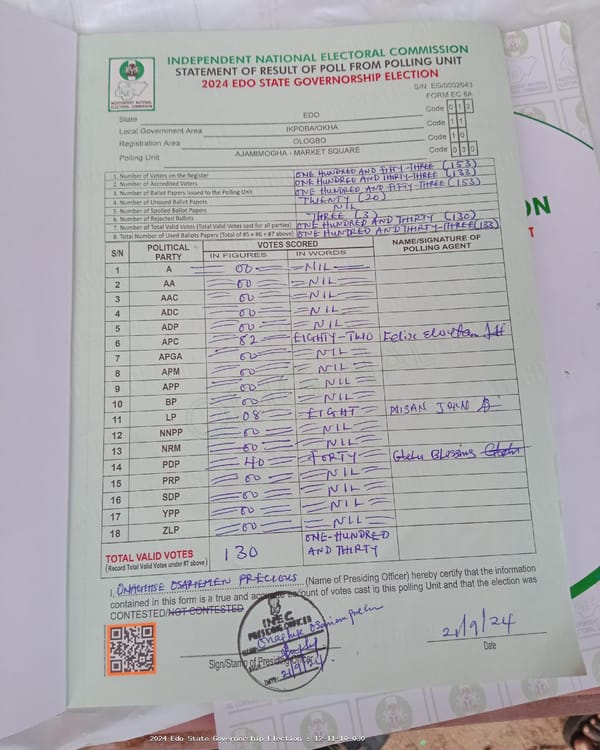 INDEPENDENT NATIONAL ELECTORAL COMMISSION
STATEMENT OF RESULT OF POLL FROM POLLING UNIT
2024 EDO STATE GOVERNORSHIP ELECTION
S/N: EG/0002643
FORM EC 8A
State EDO Code 0 1 2
Local Government Area IKPOBA/OKHA Code 1 1
Registration Area OLOGBO Code 1 0
Polling Unit AJAMIMOGHA - MARKET SQUARE Code 0 3 0
1. Number of Voters on the Register ONE HUNDRED AND FIFTY-THREE (153)
2. Number of Accredited Voters ONE HUNDRED AND THIRTY-THREE (133)
3. Number of Ballot Papers Issued to the Polling Unit ONE HUNDRED AND FIFTY-THREE (153)
4. Number of Unused Ballot Papers TWENTY (20)
5. Number of Spoiled Ballot Papers NIL
6. Number of Rejected Ballots THREE (3)
7. Number of Total Valid Votes (Total Valid Votes cast for all parties) ONE HUNDRED AND THIRTY (130)
8. Total Number of Used Ballots Papers (Total of #5 + #6 + #7 above) ONE HUNDRED AND THIRTY-THREE (133)
S/N POLITICAL PARTY VOTES SCORED NAME/SIGNATURE OF POLLING AGENT
IN FIGURES IN WORDS
1 A 00 NIL
2 AA 00 NIL
3 AAC 00 NIL
4 ADC 00 NIL
5 ADP 00 NIL
6 APC 82 EIGHTY-TWO Felix
7 APGA 00 NIL
8 APM 00 NIL
9 APP 00 NIL
10 BP 00 NIL
11 LP 08 EIGHT MISAN JOHN
12 NNPP 00 NIL
13 NRM 00 NIL
14 PDP 40 FORTY Blessing
15 PRP 00 NIL
16 SDP 00 NIL
17 YPP 00 NIL
18 ZLP 00 NIL
TOTAL VALID VOTES 130 ONE-HUNDRED
(Record Total Valid Votes under #7 above) AND THIRTY
I, ONAGHISE OSARIEMEN PRECIOUS (Name of Presiding Officer) hereby certify that the information
contained in this form is a true and accurate account of votes cast in this polling unit and that the election was
CONTESTED/NOT CONTESTED
INEC
PRESIDING OFFICER
21/9/24
Sign/Stamp of Presiding Officer
DATE: 21/9/24
Date
2024 Edo State Governorship Election : 12-11-10-030